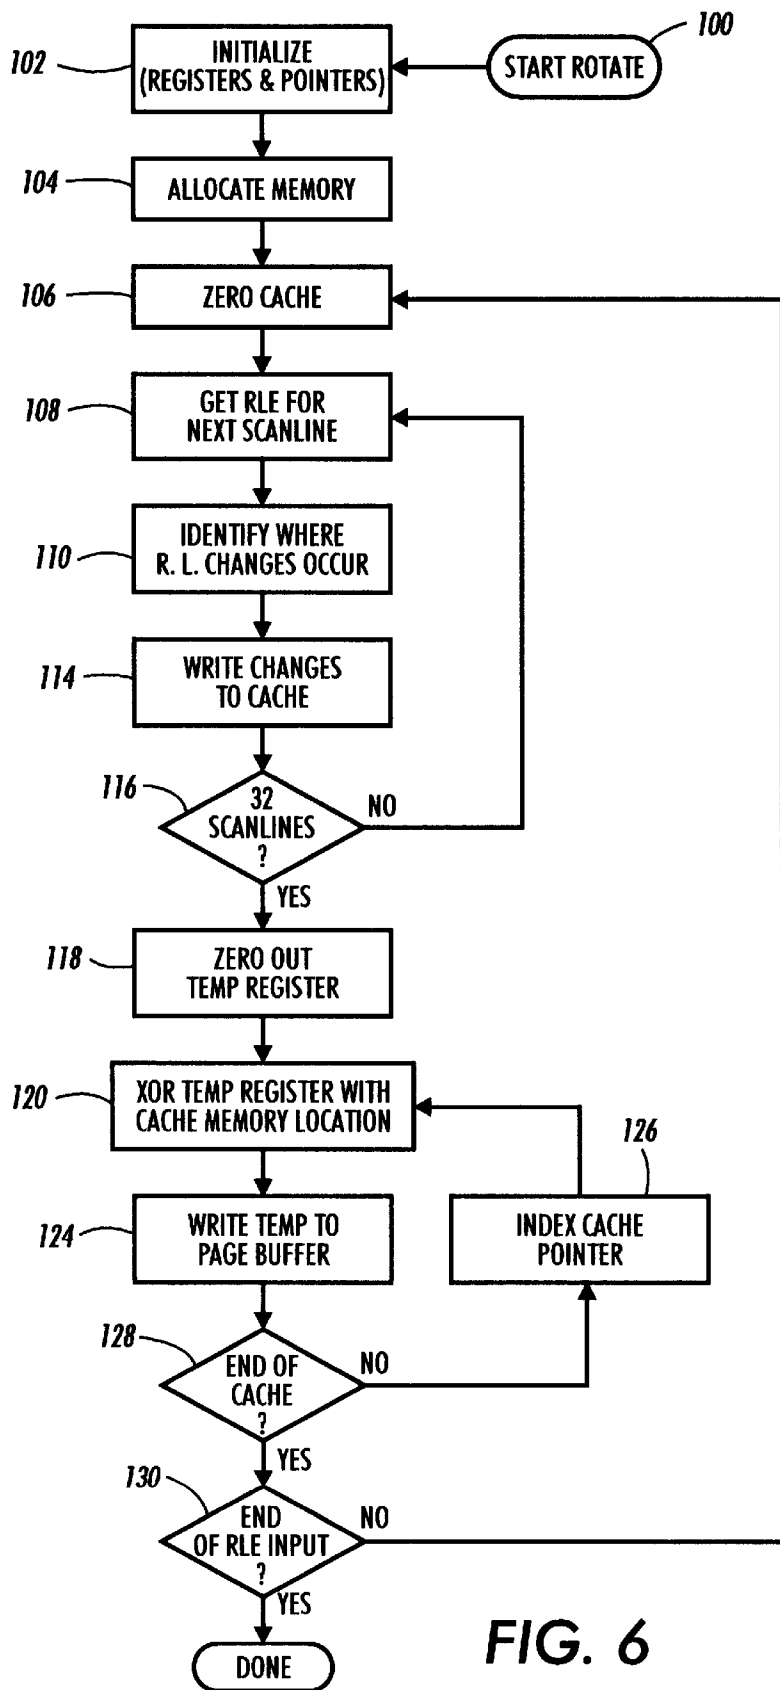 100
102
INITIALIZE
(REGISTERS & POINTERS)
START ROTATE
104
ALLOCATE MEMORY
106
ZERO CACHE
108
GET RLE FOR
NEXT SCANLINE
110
IDENTIFY WHERE
R. L. CHANGES OCCUR
114
WRITE CHANGES
TO CACHE
116
32
SCANLINES
?
NO
YES
118
ZERO OUT
TEMP REGISTER
120
XOR TEMP REGISTER WITH
CACHE MEMORY LOCATION
126
124
WRITE TEMP TO
PAGE BUFFER
INDEX CACHE
POINTER
128
END OF
CACHE
?
NO
YES
130
END
OF RLE INPUT
?
NO
YES
DONE
FIG. 6